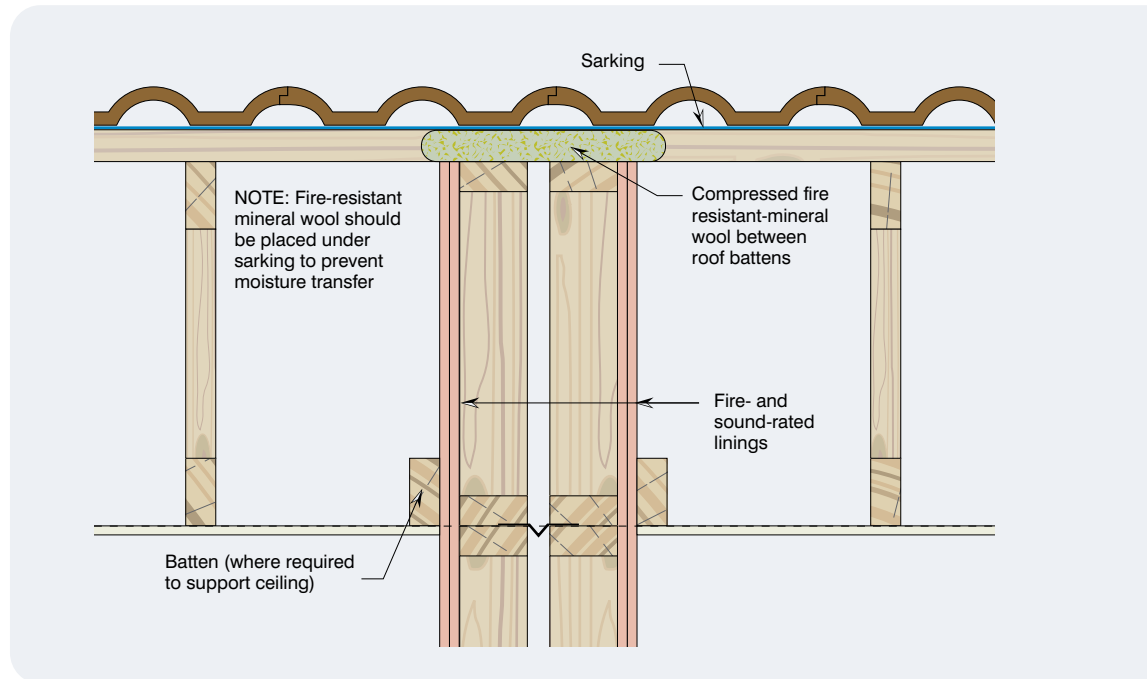 Sarking
NOTE: Fire-resistant
mineral wool should
be placed under
sarking to prevent
moisture transfer
Compressed fire
resistant-mineral
wool between
roof battens
Fire- and
sound-rated
linings
Batten (where required
to support ceiling)